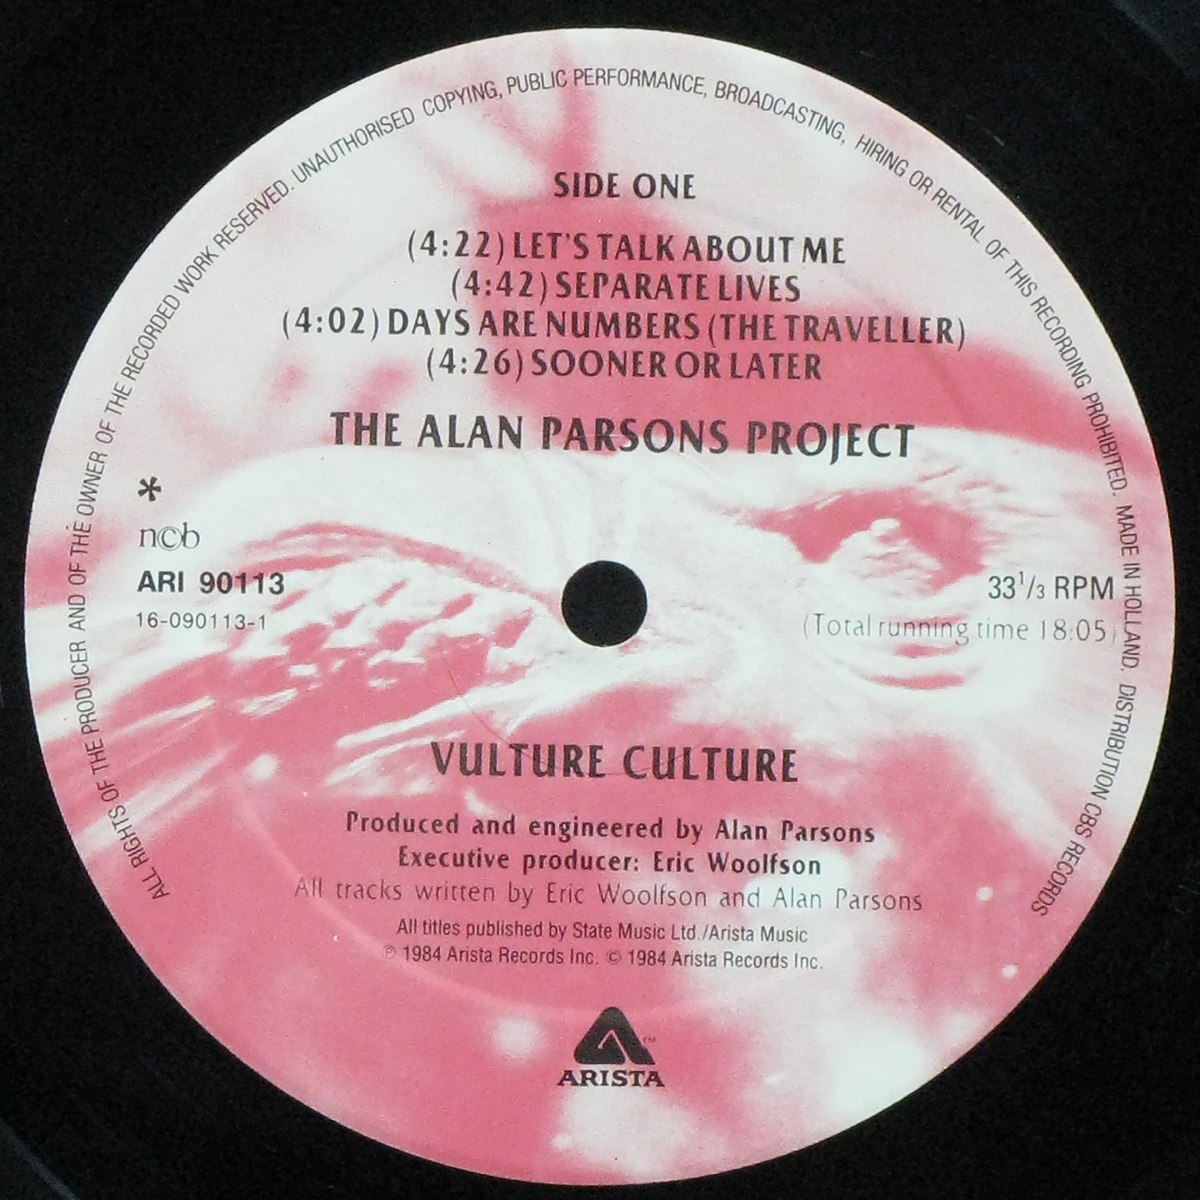 ALL RIGHTS OF THE PRODUCER AND OF THE OWNER OF THE RECORDED WORK RESERVED. UNAUTHORISED COPYING, PUBLIC PERFORMANCE, BROADCASTING, HIRING OR RENTAL OF THIS RECORDING PROHIBITED. MADE IN HOLLAND. DISTRIBUTION CBS RECORDS
SIDE ONE
(4:22) LET'S TALK ABOUT ME
(4:42) SEPARATE LIVES
(4:02) DAYS ARE NUMBERS (THE TRAVELLER)
(4:26) SOONER OR LATER
THE ALAN PARSONS PROJECT
*
n©b
ARI 90113
16-090113-1
33 1/3 RPM
(Total running time 18:05)
VULTURE CULTURE
Produced and engineered by Alan Parsons
Executive producer: Eric Woolfson
All tracks written by Eric Woolfson and Alan Parsons
All titles published by State Music Ltd./Arista Music
℗ 1984 Arista Records Inc. © 1984 Arista Records Inc.
™
ARISTA